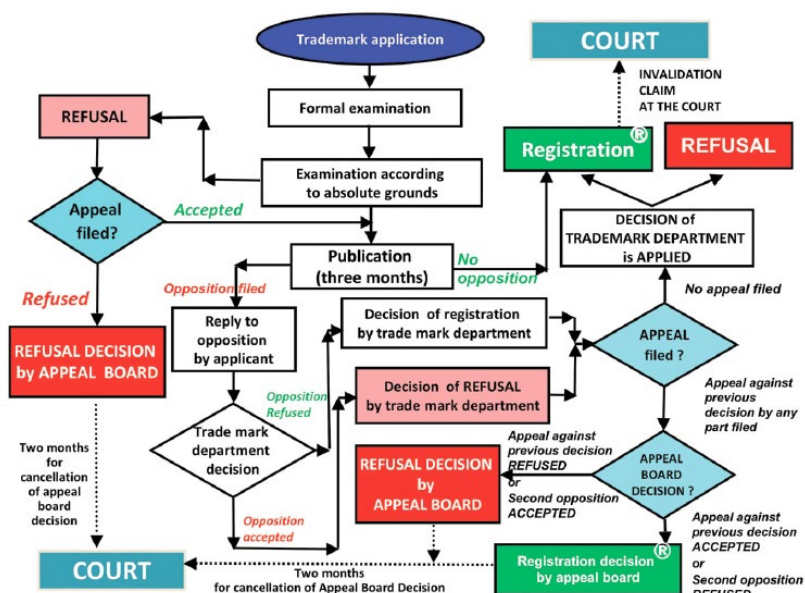 Trademark application
COURT
INVALIDATION
CLAIM
AT THE COURT
Formal examination
REFUSAL
Registration ®
REFUSAL
Examination according
to absolute grounds
Appeal
filed?
Accepted
DECISION of
TRADEMARK DEPARTMENT
is APPLIED
Publication
(three months)
No
opposition
Opposition filed
No appeal filed
Refused
Reply to
opposition
by applicant
Decision of registration
by trade mark department
APPEAL
filed ?
REFUSAL DECISION
by APPEAL BOARD
Opposition
Refused
Decision of REFUSAL
by trade mark department
Appeal against
previous
decision by any
part filed
Trade mark
department
decision
Two months
for
cancellation
of appeal
board
decision
REFUSAL DECISION
by
APPEAL BOARD
Appeal against
previous decision
REFUSED
or
Second opposition
ACCEPTED
APPEAL
BOARD
DECISION ?
Opposition
accepted
Appeal against
previous decision
ACCEPTED
or
Second opposition
REFUSED
COURT
Two months
for cancellation of Appeal Board Decision
Registration decision ®
by appeal board